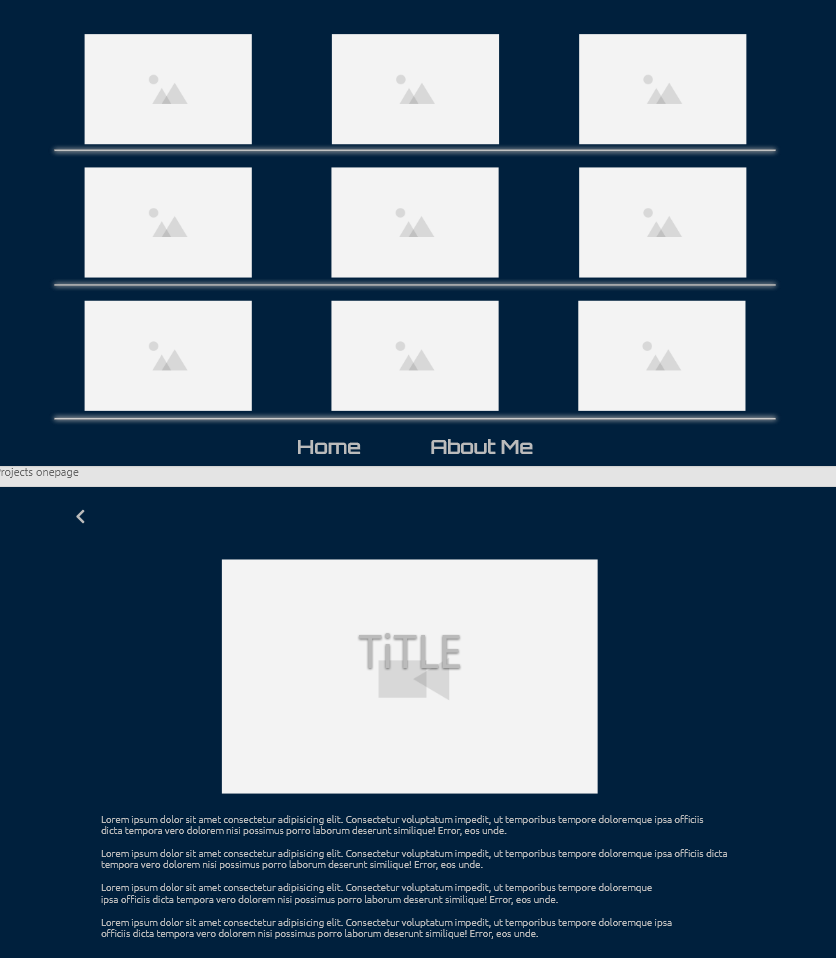 Home About Me
rojects onepage
TiTLE
Lorem ipsum dolor sit amet consectetur adipisicing elit. Consectetur voluptatum impedit, ut temporibus tempore doloremque ipsa officiis
dicta tempora vero dolorem nisi possimus porro laborum deserunt similique! Error, eos unde.
Lorem ipsum dolor sit amet consectetur adipisicing elit. Consectetur voluptatum impedit, ut temporibus tempore doloremque ipsa officiis dicta
tempora vero dolorem nisi possimus porro laborum deserunt similique! Error, eos unde.
Lorem ipsum dolor sit amet consectetur adipisicing elit. Consectetur voluptatum impedit, ut temporibus tempore doloremque
ipsa officiis dicta tempora vero dolorem nisi possimus porro laborum deserunt similique! Error, eos unde.
Lorem ipsum dolor sit amet consectetur adipisicing elit. Consectetur voluptatum impedit, ut temporibus tempore doloremque ipsa
officiis dicta tempora vero dolorem nisi possimus porro laborum deserunt similique! Error, eos unde.